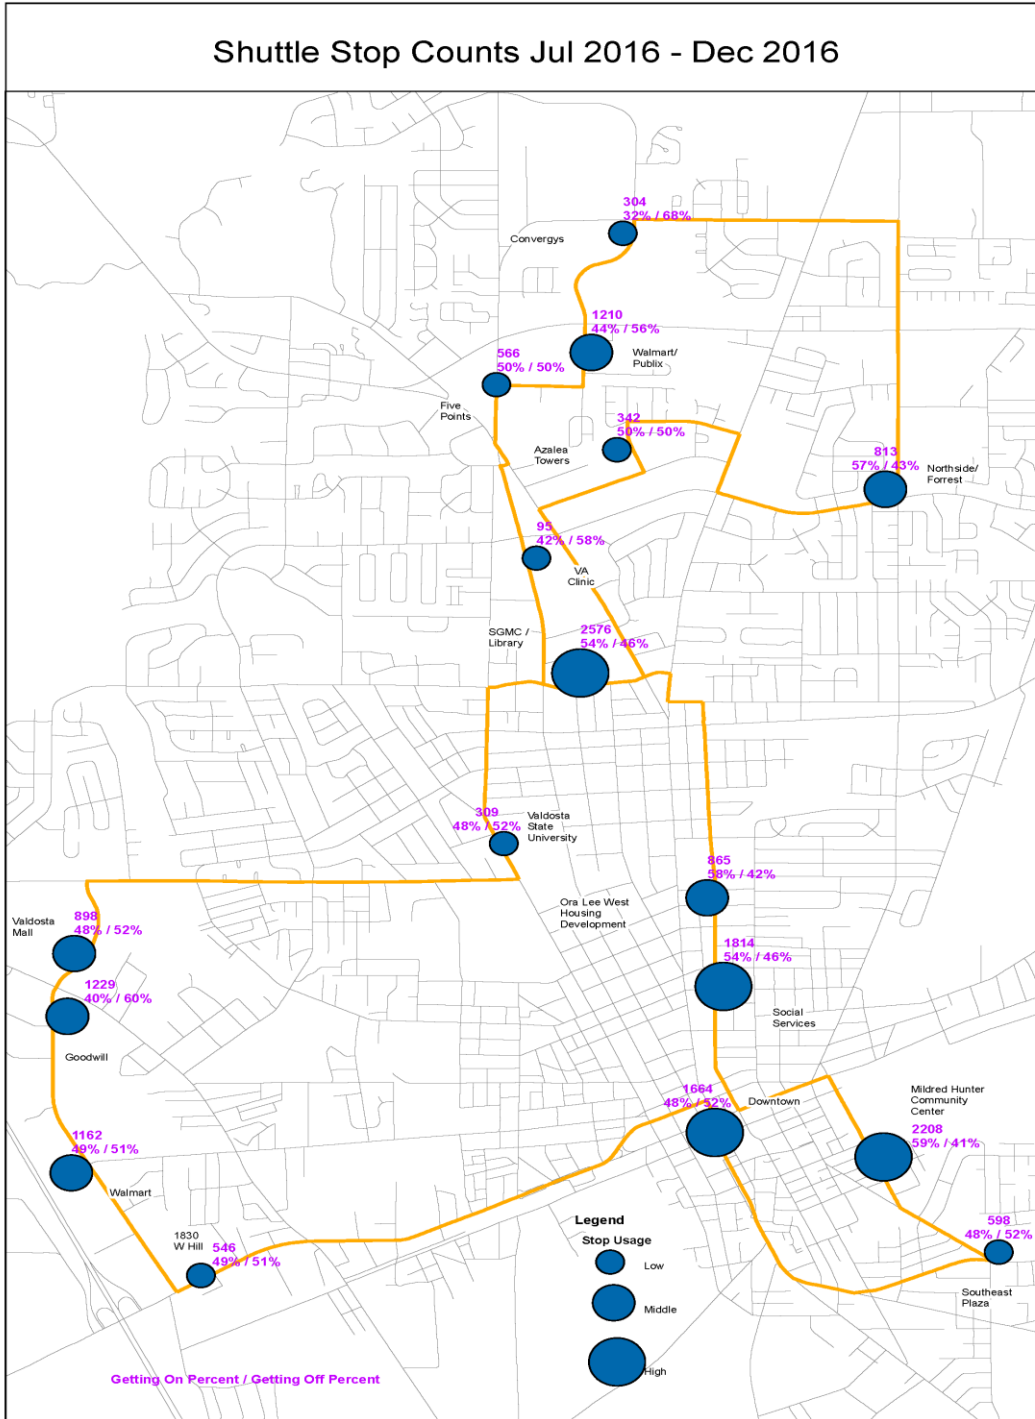 Shuttle Stop Counts Jul 2016 - Dec 2016
304
32% / 68%
Convergys
1210
44% / 56%
Walmart/
Publix
566
50% / 50%
Five
Points
342
50% / 50%
Azalea
Towers
813
57% / 43%
Northside/
Forrest
95
42% / 58%
VA
Clinic
2576
54% / 46%
SGMC /
Library
309
48% / 52%
Valdosta
State
University
865
58% / 42%
Ora Lee West
Housing
Development
898
48% / 52%
Valdosta
Mall
1229
40% / 60%
Goodwill
1814
54% / 46%
Social
Services
1664
48% / 52%
Downtown
Mildred Hunter
Community
Center
2208
59% / 41%
1162
49% / 51%
Walmart
1830
W Hill
546
49% / 51%
598
48% / 52%
Southeast
Plaza
Legend
Stop Usage
Low
Middle
High
Getting On Percent / Getting Off Percent